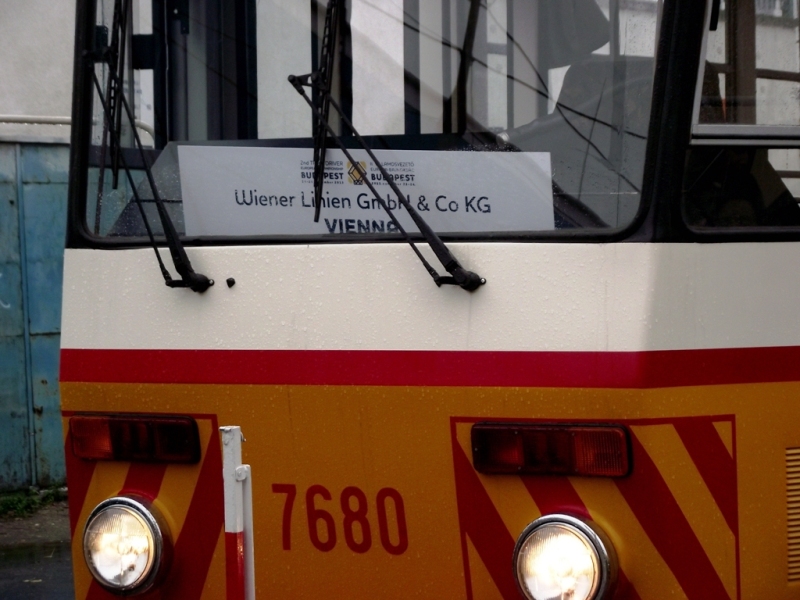 BUDAPEST BUDAPEST
Wiener Linien GmbH & Co KG
VIENNA
7680